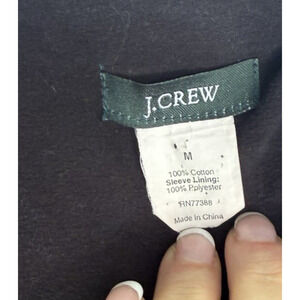 J.CREW
M
100% Cotton
Sleeve Lining:
100% Polyester
RN77388
Made in China